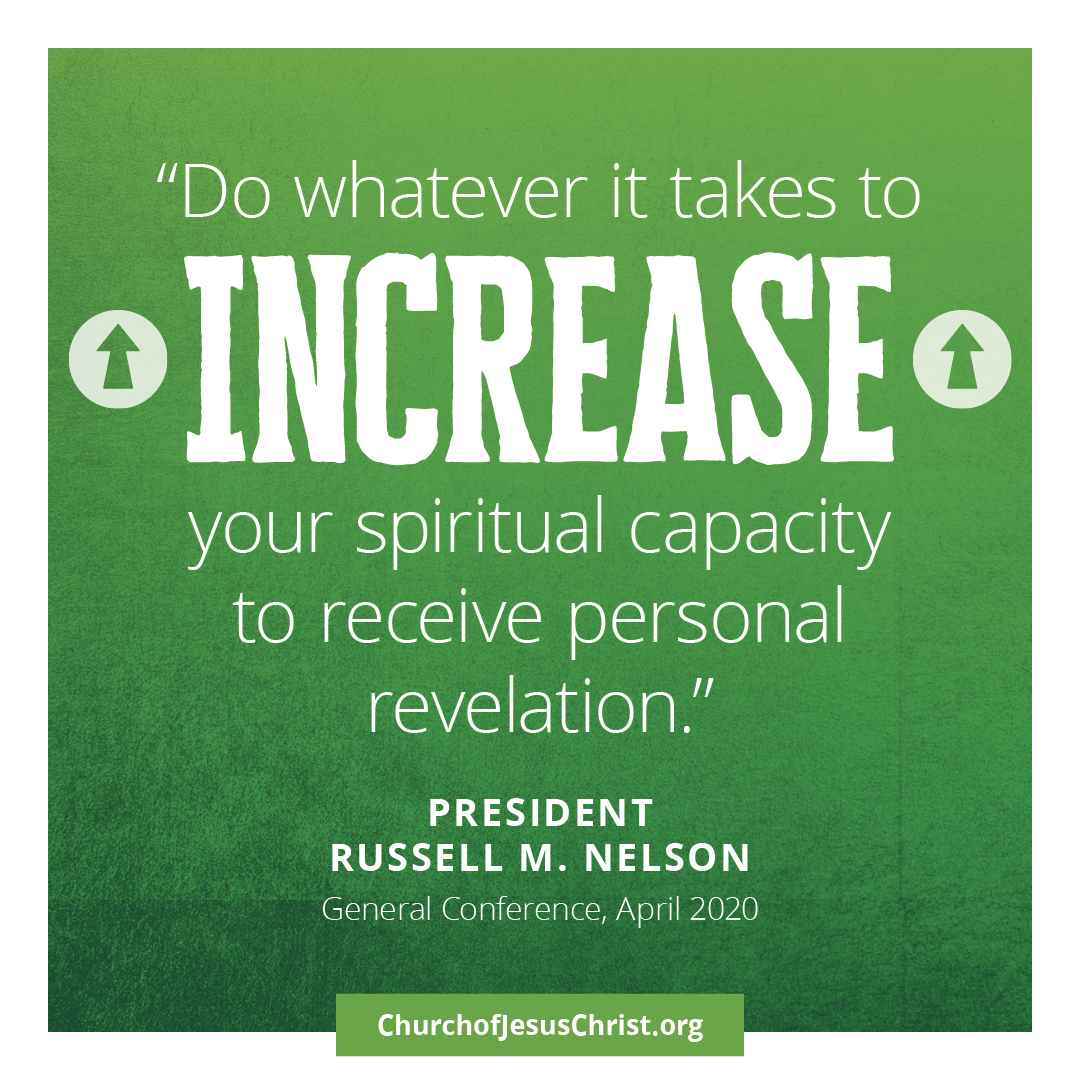 “Do whatever it takes to
INCREASE
your spiritual capacity
to receive personal
revelation.”
PRESIDENT
RUSSELL M. NELSON
General Conference, April 2020
ChurchofJesusChrist.org